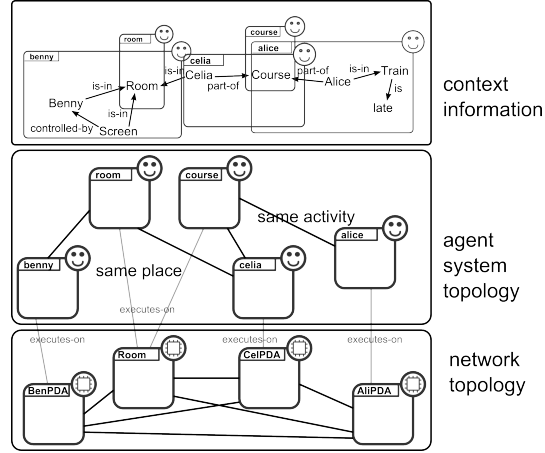 room
course
benny
celia
alice
is-in
Celia
Course
part-of
is-in
Train
is-in
Room
part-of
Alice
is
Benny
is-in
late
controlled-by
Screen
context
information
room
course
same activity
alice
benny
same place
celia
agent
system
topology
executes-on
executes-on
executes-on
executes-on
Room
CelPDA
BenPDA
AliPDA
network
topology